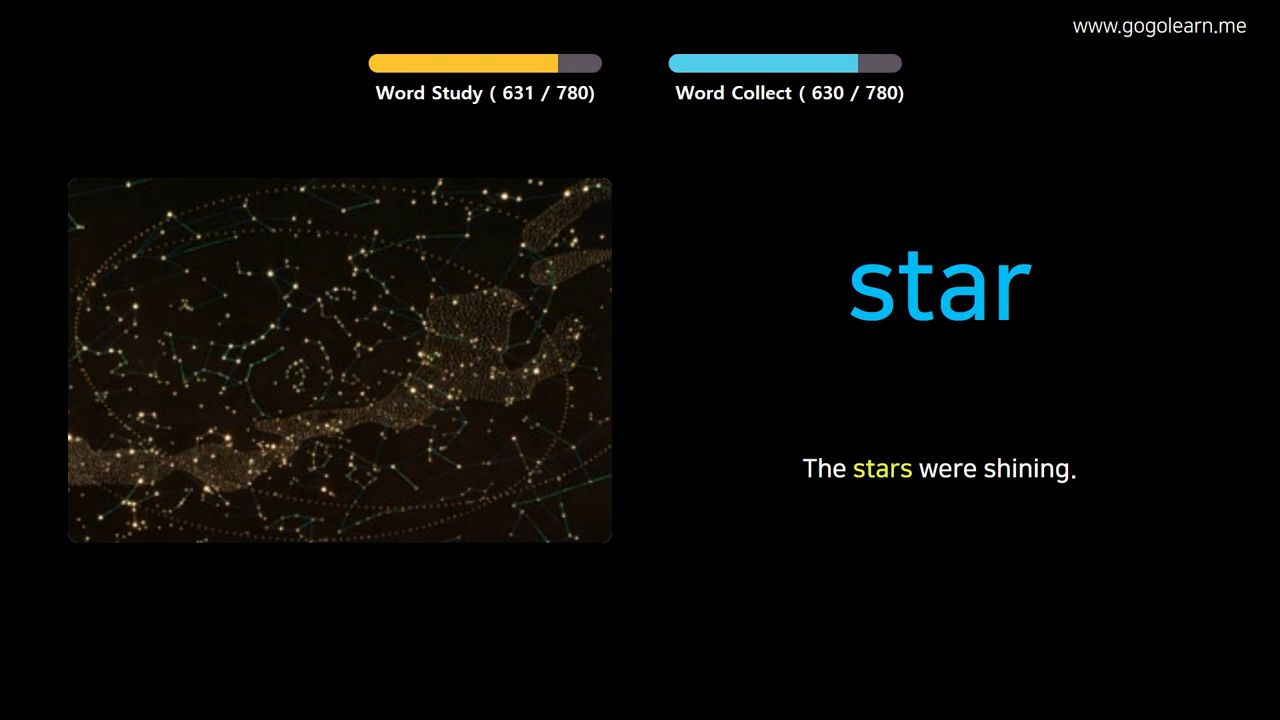 www.gogolearn.me
Word Study ( 631 / 780)
Word Collect ( 630 / 780)
star
The stars were shining.